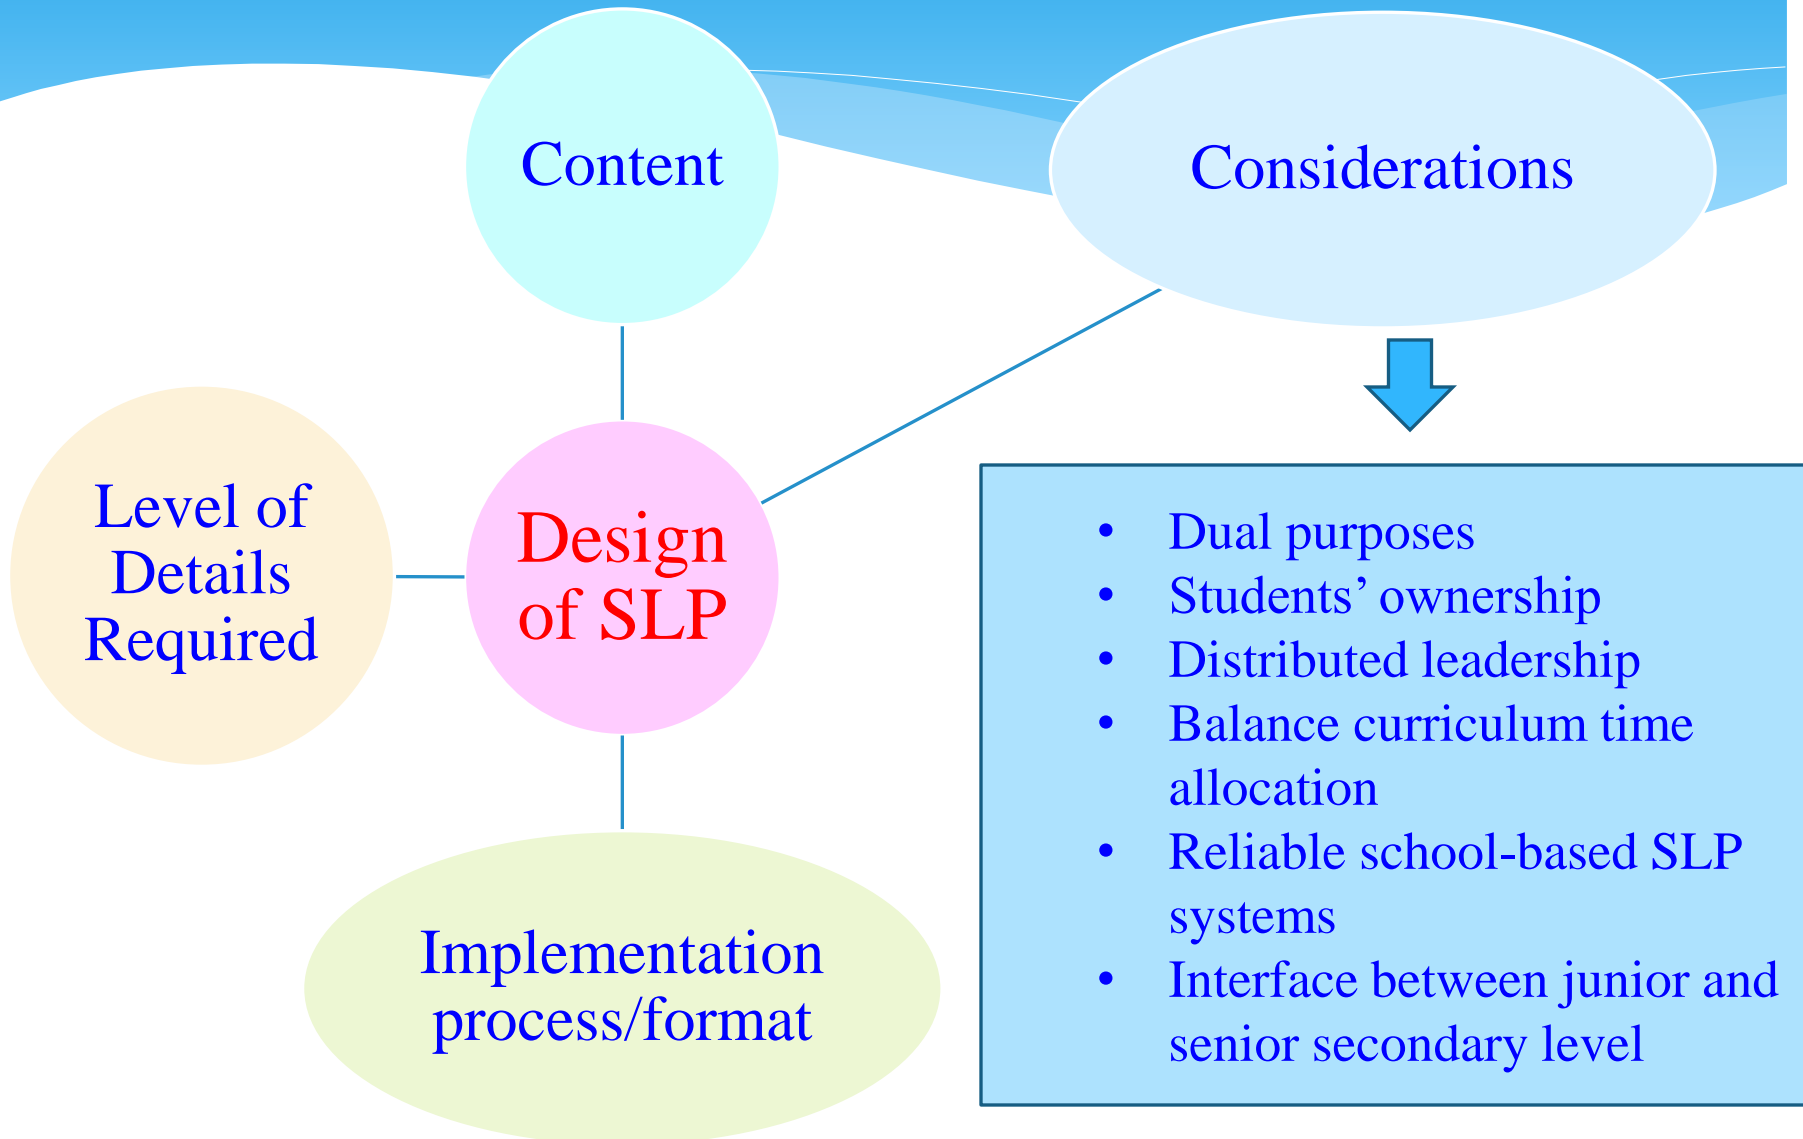 Content
Considerations
Level of
Details
Required
Design
of SLP
Implementation
process/format
• Dual purposes
• Students’ ownership
• Distributed leadership
• Balance curriculum time
allocation
• Reliable school-based SLP
systems
• Interface between junior and
senior secondary level